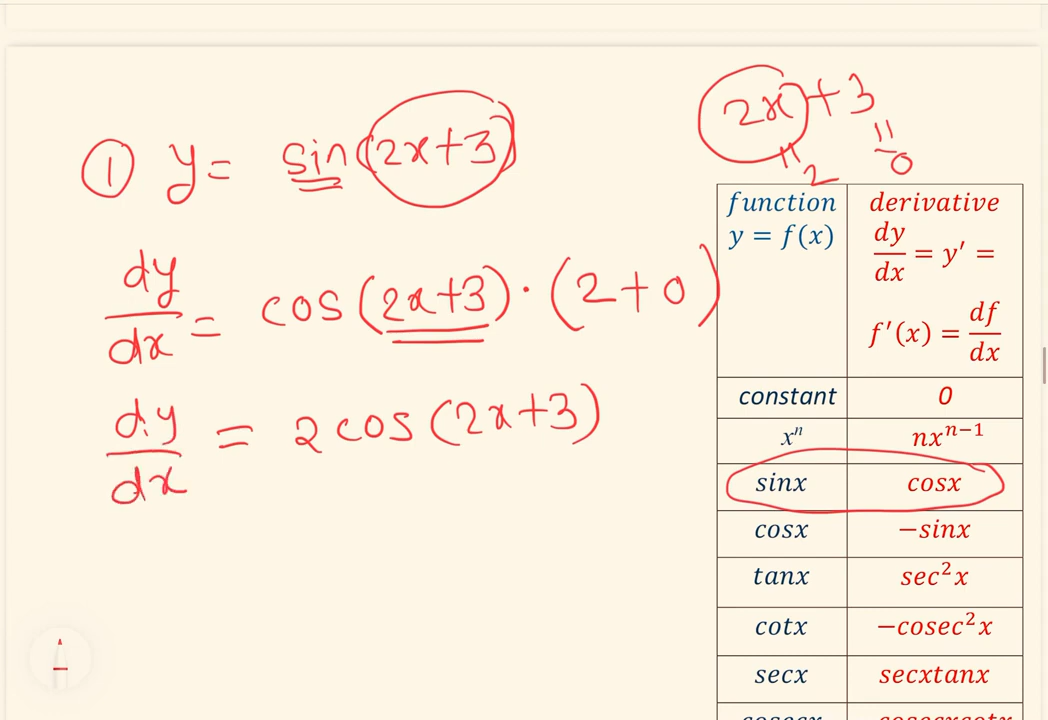 ① y = sin(2x+3)
2x+3
" 2
" 0
dy/dx = cos(2x+3)·(2+0)
dy/dx = 2cos(2x+3)
function y = f(x) derivative dy/dx = y′ = f′(x) = df/dx
constant 0
xⁿ nxⁿ⁻¹
sinx cosx
cosx −sinx
tanx sec²x
cotx −cosec²x
secx secxtanx